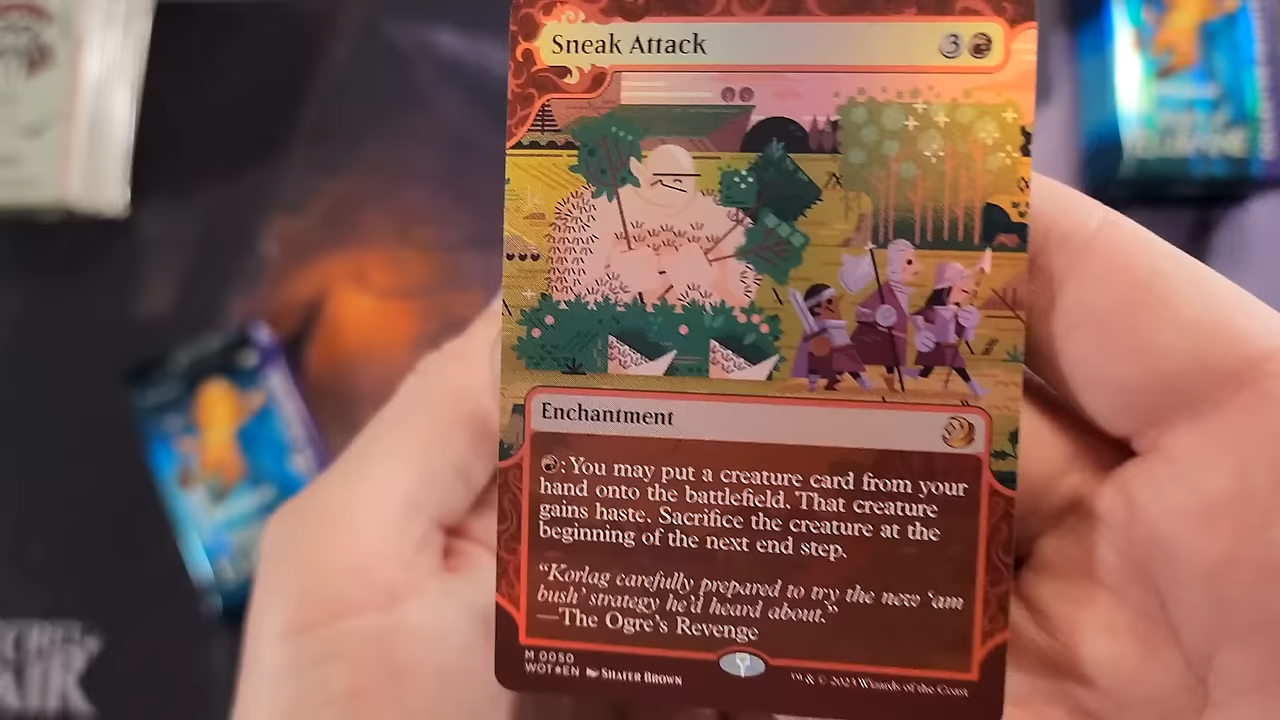 Sneak Attack
3
Enchantment
: You may put a creature card from your
hand onto the battlefield. That creature
gains haste. Sacrifice the creature at the
beginning of the next end step.
“Korlag carefully prepared to try the new ‘am
bush’ strategy he’d heard about.”
—The Ogre’s Revenge
M 0050
WOT★EN Shafer Brown
™ & © 2023 Wizards of the Coast